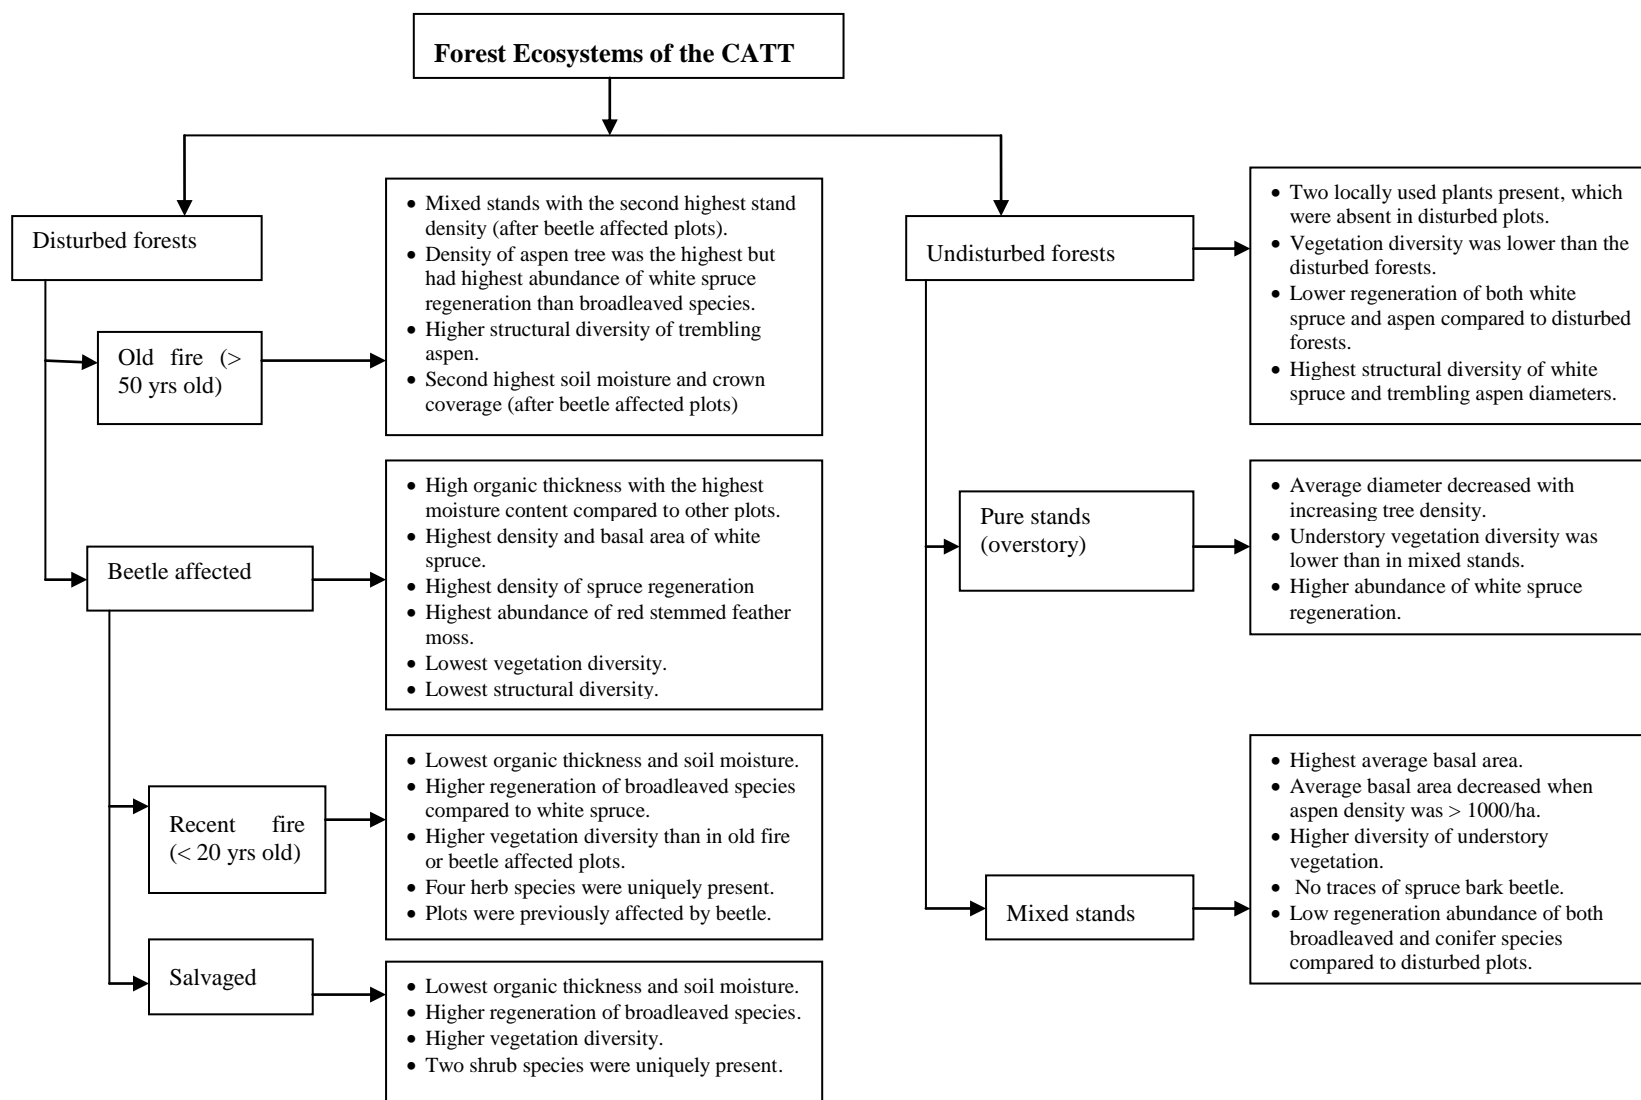 Forest Ecosystems of the CATT
Disturbed forests
Old fire (>
50 yrs old)
• Mixed stands with the second highest stand
density (after beetle affected plots).
• Density of aspen tree was the highest but
had highest abundance of white spruce
regeneration than broadleaved species.
• Higher structural diversity of trembling
aspen.
• Second highest soil moisture and crown
coverage (after beetle affected plots)
Beetle affected
• High organic thickness with the highest
moisture content compared to other plots.
• Highest density and basal area of white
spruce.
• Highest density of spruce regeneration
• Highest abundance of red stemmed feather
moss.
• Lowest vegetation diversity.
• Lowest structural diversity.
Recent fire
(< 20 yrs old)
• Lowest organic thickness and soil moisture.
• Higher regeneration of broadleaved species
compared to white spruce.
• Higher vegetation diversity than in old fire
or beetle affected plots.
• Four herb species were uniquely present.
• Plots were previously affected by beetle.
Salvaged
• Lowest organic thickness and soil moisture.
• Higher regeneration of broadleaved species.
• Higher vegetation diversity.
• Two shrub species were uniquely present.
Undisturbed forests
• Two locally used plants present, which
were absent in disturbed plots.
• Vegetation diversity was lower than the
disturbed forests.
• Lower regeneration of both white
spruce and aspen compared to disturbed
forests.
• Highest structural diversity of white
spruce and trembling aspen diameters.
Pure stands
(overstory)
• Average diameter decreased with
increasing tree density.
• Understory vegetation diversity was
lower than in mixed stands.
• Higher abundance of white spruce
regeneration.
Mixed stands
• Highest average basal area.
• Average basal area decreased when
aspen density was > 1000/ha.
• Higher diversity of understory
vegetation.
• No traces of spruce bark beetle.
• Low regeneration abundance of both
broadleaved and conifer species
compared to disturbed plots.